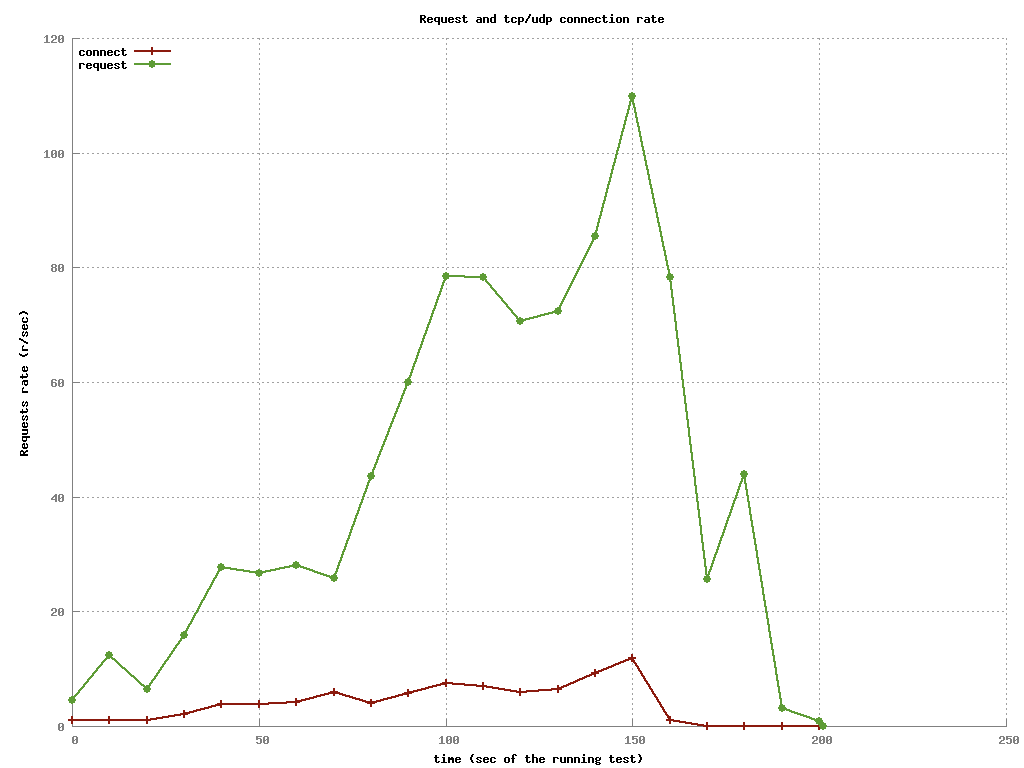 Request and tcp/udp connection rate
connect
request
120
100
80
60
40
20
0
Requests rate (r/sec)
0 50 100 150 200 250
time (sec of the running test)